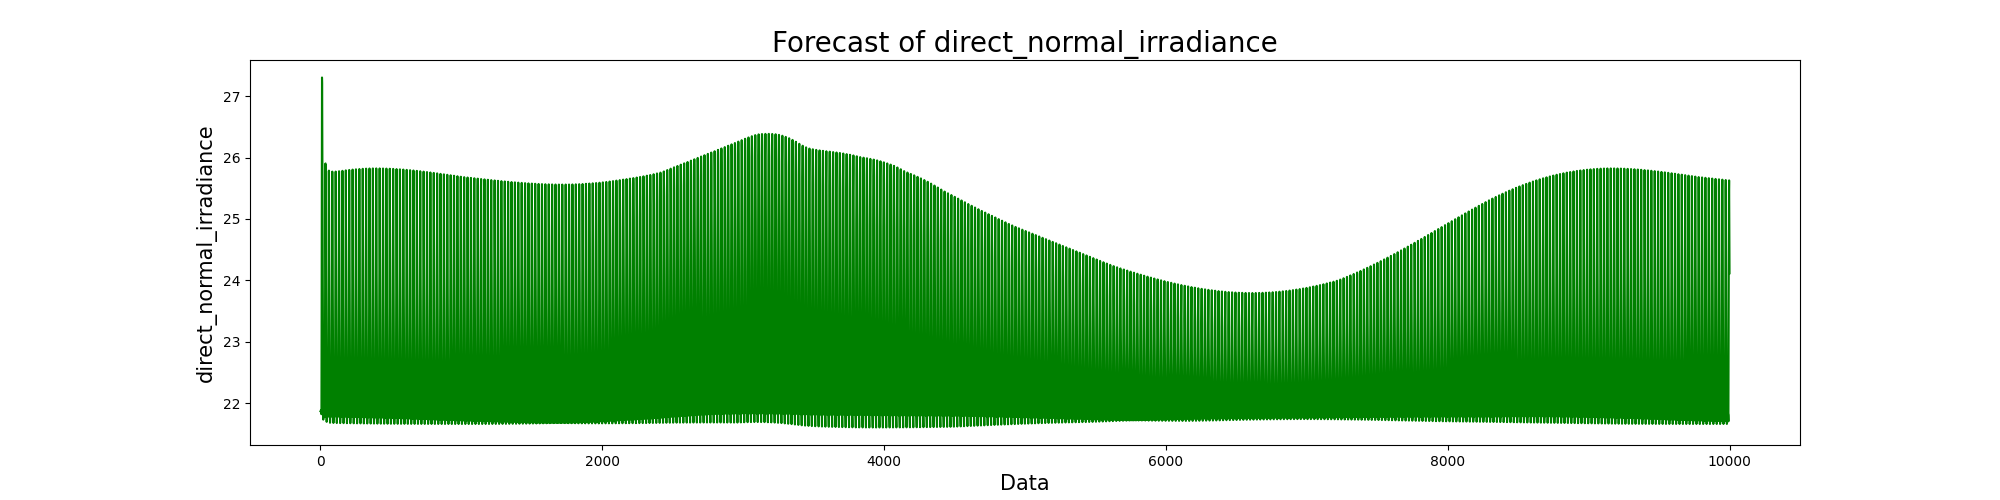 Forecast of direct_normal_irradiance
direct_normal_irradiance
27
26
25
24
23
22
0 2000 4000 6000 8000 10000
Data